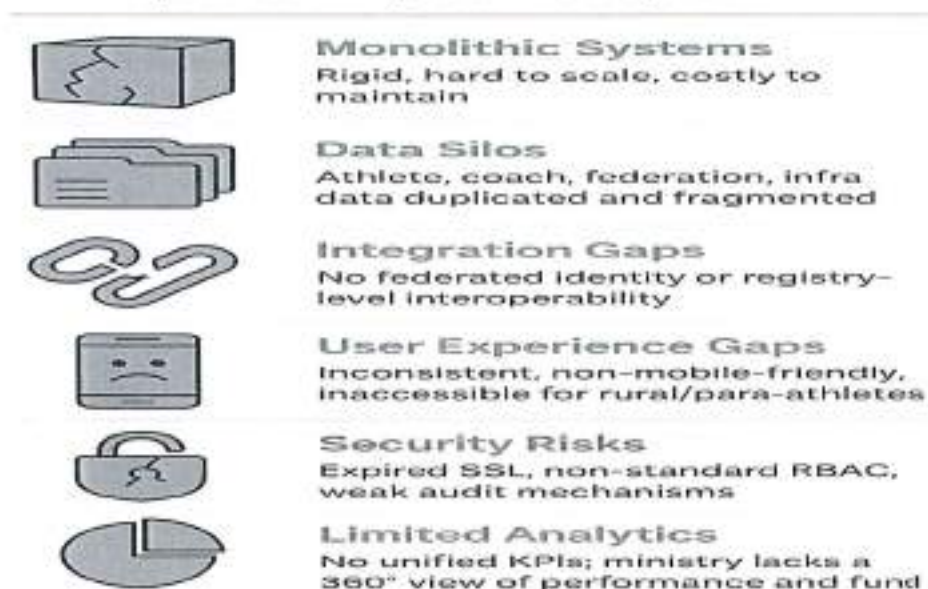 Monolithic Systems
Rigid, hard to scale, costly to
maintain
Data Silos
Athlete, coach, federation, infra
data duplicated and fragmented
Integration Gaps
No federated identity or registry-
level interoperability
User Experience Gaps
Inconsistent, non-mobile-friendly,
inaccessible for rural/para-athletes
Security Risks
Expired SSL, non-standard RBAC,
weak audit mechanisms
Limited Analytics
No unified KPIs; ministry lacks a
360° view of performance and fund